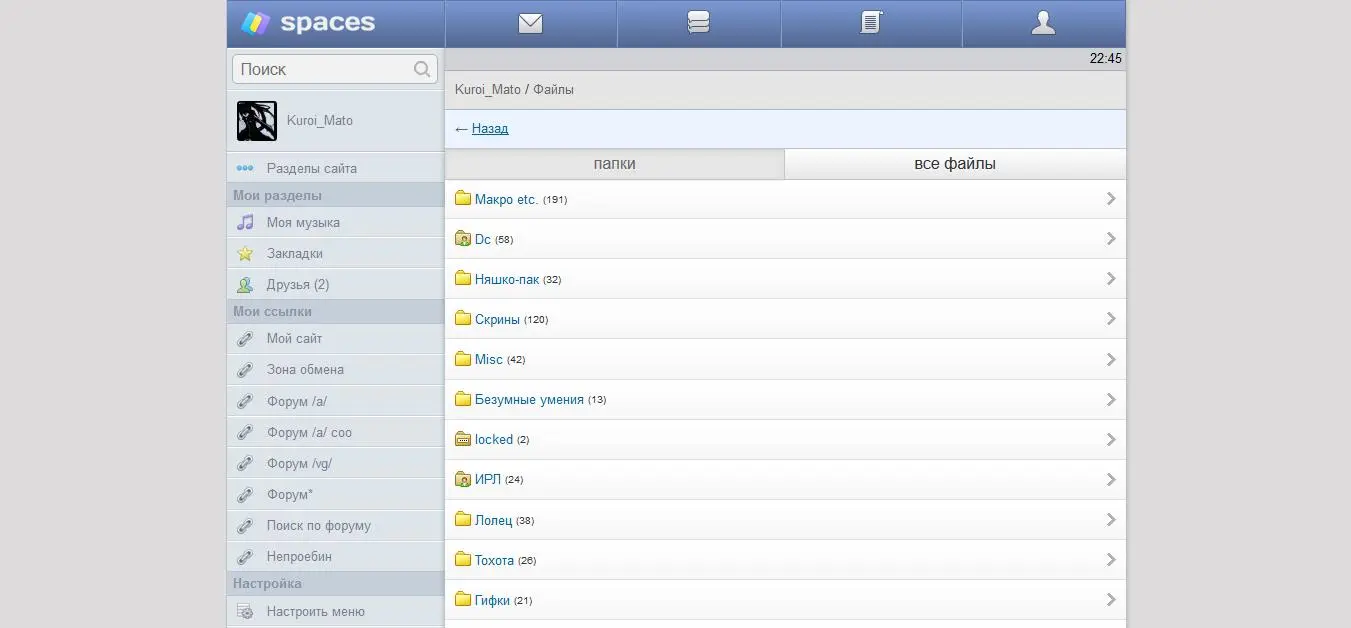 spaces
22:45
Поиск
Kuroi_Mato
Разделы сайта
Мои разделы
Моя музыка
Закладки
Друзья (2)
Мои ссылки
Мой сайт
Зона обмена
Форум /a/
Форум /a/ coo
Форум /vg/
Форум*
Поиск по форуму
Непроебин
Настройка
Настроить меню
Kuroi_Mato / Файлы
← Назад
папки
все файлы
Макро etc. (191)
Dc (58)
Няшко-пак (32)
Скрины (120)
Misc (42)
Безумные умения (13)
locked (2)
ИРЛ (24)
Лолец (38)
Тохота (26)
Гифки (21)